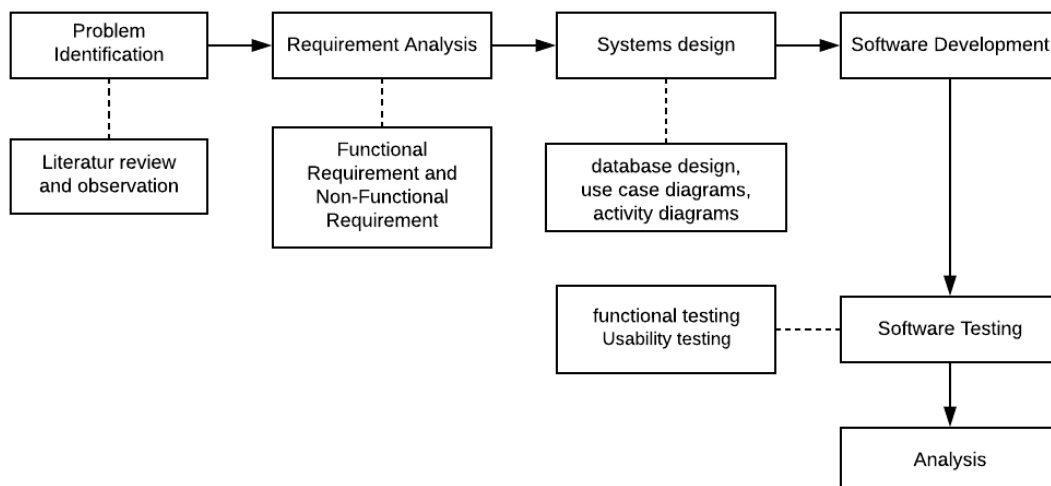 Problem
Identification
Requirement Analysis
Systems design
Software Development
Literatur review
and observation
Functional
Requirement and
Non-Functional
Requirement
database design,
use case diagrams,
activity diagrams
functional testing
Usability testing
Software Testing
Analysis